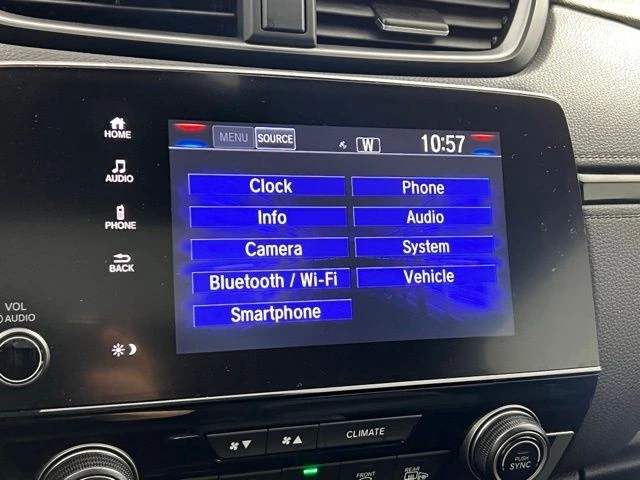 HOME
AUDIO
PHONE
BACK
VOL
AUDIO
MENU SOURCE W 10:57
Clock Phone
Info Audio
Camera System
Bluetooth / Wi-Fi Vehicle
Smartphone
CLIMATE
FRONT
REAR
PUSH
SYNC